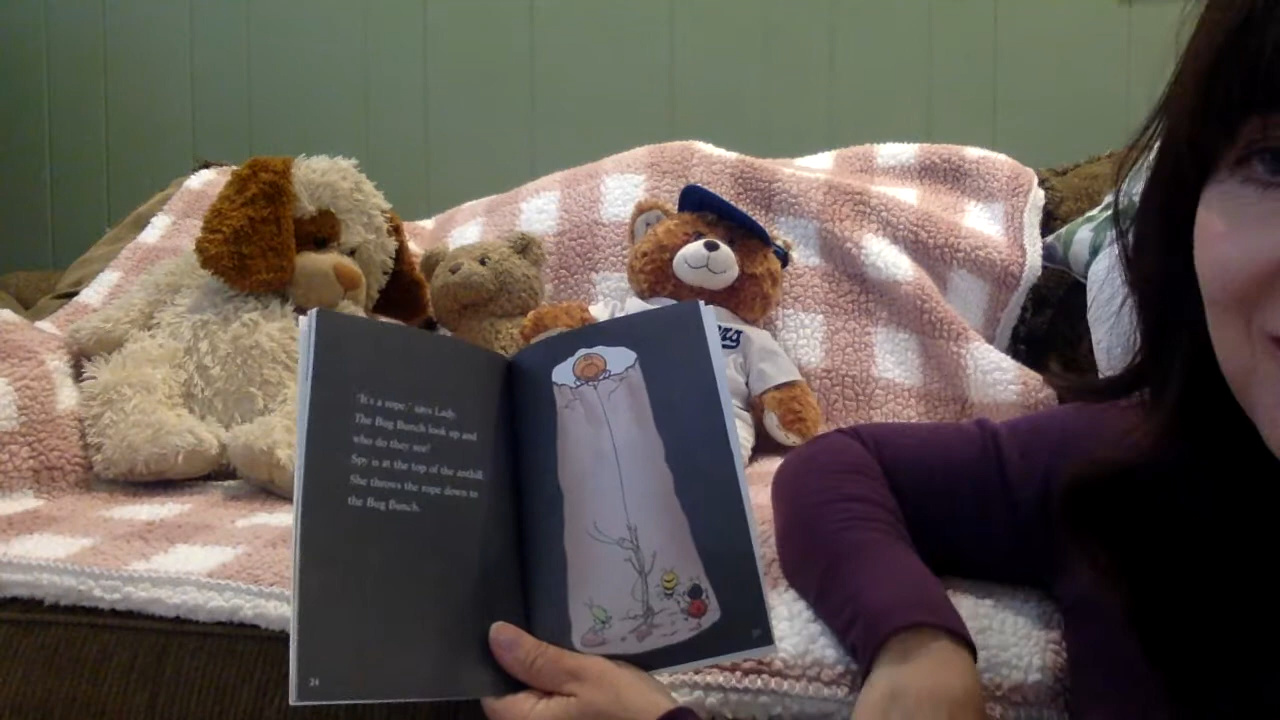 "It's a rope," says Lady.
The Bug Bunch look up and
who do they see?
Spy is at the top of the anthill.
She throws the rope down to
the Bug Bunch.
24